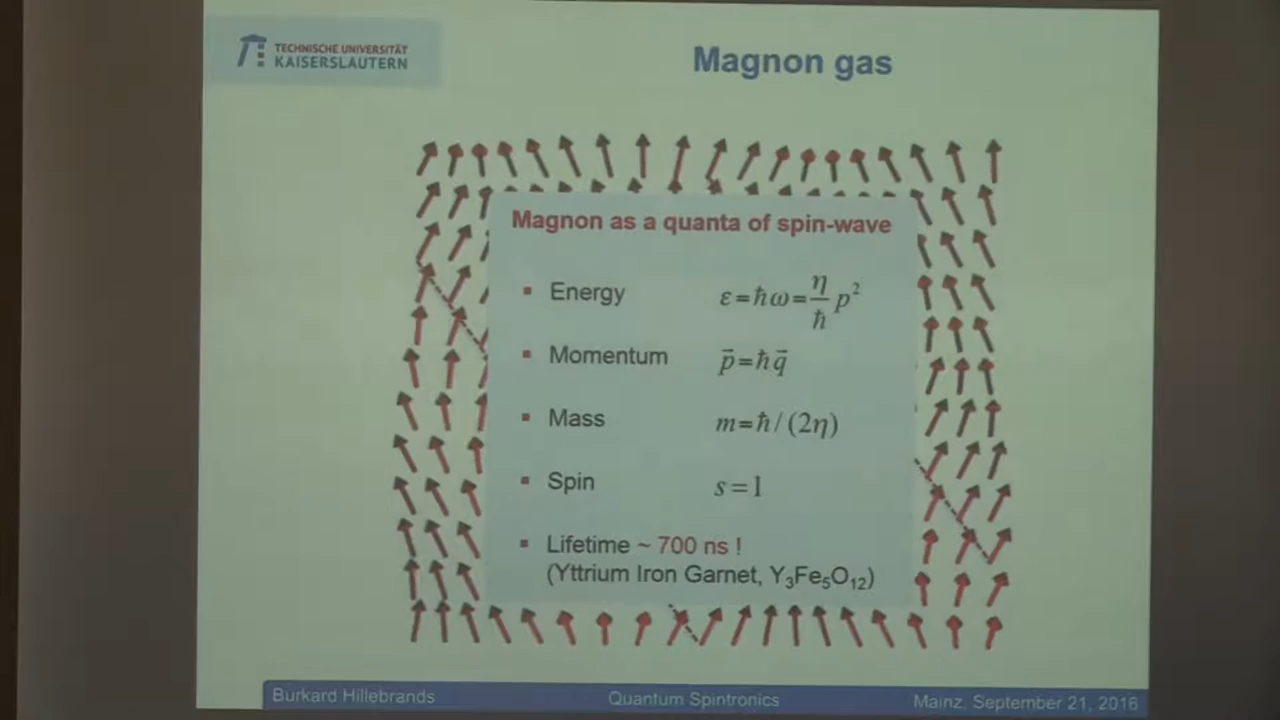 TECHNISCHE UNIVERSITÄT
KAISERSLAUTERN
Magnon gas
Magnon as a quanta of spin-wave
▪ Energy ε=ħω=η/ħ p²
▪ Momentum p⃗=ħq⃗
▪ Mass m=ħ/(2η)
▪ Spin s=1
▪ Lifetime ~ 700 ns !
(Yttrium Iron Garnet, Y₃Fe₅O₁₂)
Burkard Hillebrands Quantum Spintronics Mainz, September 21, 2016